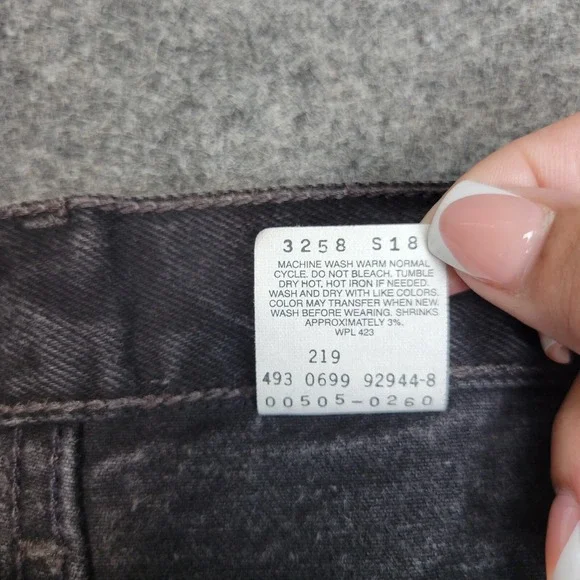 3258 S18
MACHINE WASH WARM NORMAL
CYCLE. DO NOT BLEACH. TUMBLE
DRY HOT, HOT IRON IF NEEDED.
WASH AND DRY WITH LIKE COLORS.
COLOR MAY TRANSFER WHEN NEW.
WASH BEFORE WEARING. SHRINKS
APPROXIMATELY 3%.
WPL 423
219
493 0699 92944-8
00505-0260